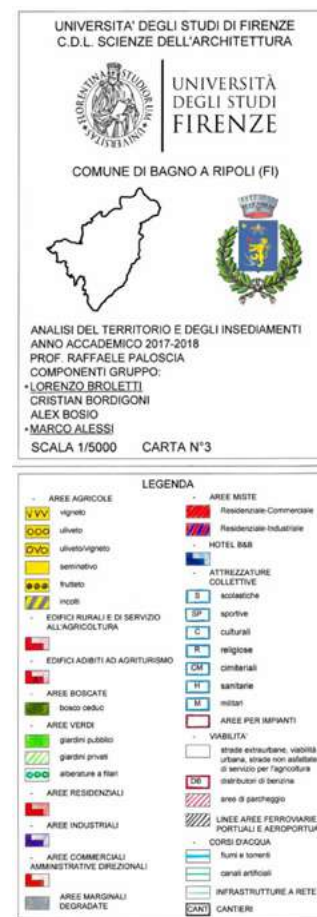 UNIVERSITA' DEGLI STUDI DI FIRENZE
C.D.L. SCIENZE DELL'ARCHITETTURA
FLORENTINA STUDIORUM UNIVERSITAS
UNIVERSITÀ
DEGLI STUDI
FIRENZE
COMUNE DI BAGNO A RIPOLI (FI)
ANALISI DEL TERRITORIO E DEGLI INSEDIAMENTI
ANNO ACCADEMICO 2017-2018
PROF. RAFFAELE PALOSCIA
COMPONENTI GRUPPO:
• LORENZO BROLETTI
CRISTIAN BORDIGONI
ALEX BOSIO
• MARCO ALESSI
SCALA 1/5000 CARTA N°3
LEGENDA
- AREE AGRICOLE
vigneto
uliveto
uliveto/vigneto
seminativo
frutteto
incolti
- EDIFICI RURALI E DI SERVIZIO
ALL'AGRICOLTURA
- EDIFICI ADIBITI AD AGRITURISMO
- AREE BOSCATE
bosco ceduo
- AREE VERDI
giardini pubblici
giardini privati
alberature a filari
- AREE RESIDENZIALI
- AREE INDUSTRIALI
- AREE COMMERCIALI
AMMINISTRATIVE DIREZIONALI
AREE MARGINALI
DEGRADATE
- AREE MISTE
Residenziale-Commerciale
Residenziale-Industriale
- HOTEL B&B
- ATTREZZATURE
COLLETTIVE
S scolastiche
SP sportive
C culturali
R religiose
CM cimiteriali
H sanitarie
M militari
AREE PER IMPIANTI
- VIABILITA'
strade extraurbane, viabilità
urbana, strade non asfaltate
di servizio per l'agricoltura
DB distributori di benzina
aree di parcheggio
LINEE AREE FERROVIARIE
PORTUALI E AEROPORTUA
- CORSI D'ACQUA
fiumi e torrenti
canali artificiali
INFRASTRUTTURE A RETE
CANT CANTIERI